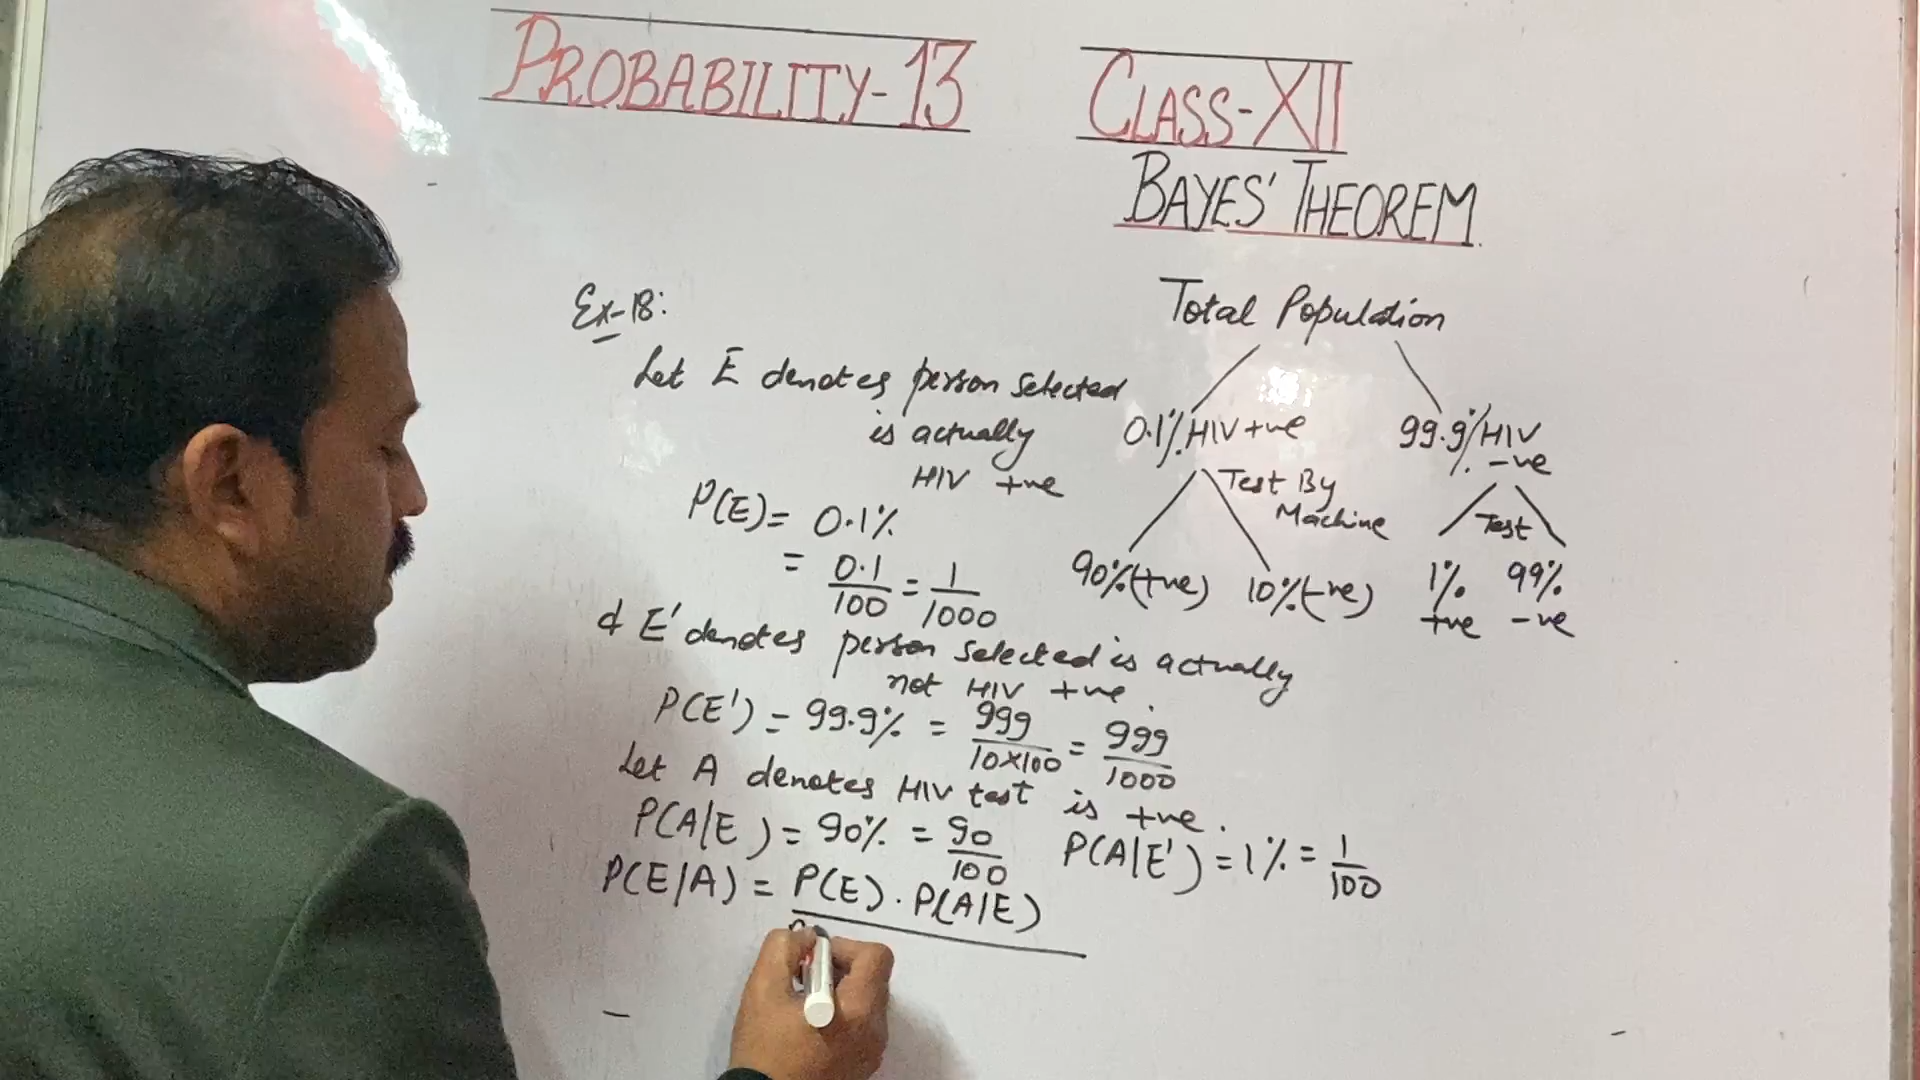 PROBABILITY-13
CLASS-XII
BAYES' THEOREM
Ex-18:
Let E denotes person selected
is actually
HIV +ve
P(E) = 0.1%
= 0.1/100 = 1/1000
Total Population
0.1% HIV +ve
99.9% HIV
-ve
Test By
Machine
Test
90% (+ve)
10% (-ve)
1%
+ve
99%
-ve
& E' denotes person selected is actually
not HIV +ve.
P(E') = 99.9% = 999/10×100 = 999/1000
Let A denotes HIV test is +ve.
P(A|E) = 90% = 90/100
P(A|E') = 1% = 1/100
P(E|A) = P(E).P(A|E)